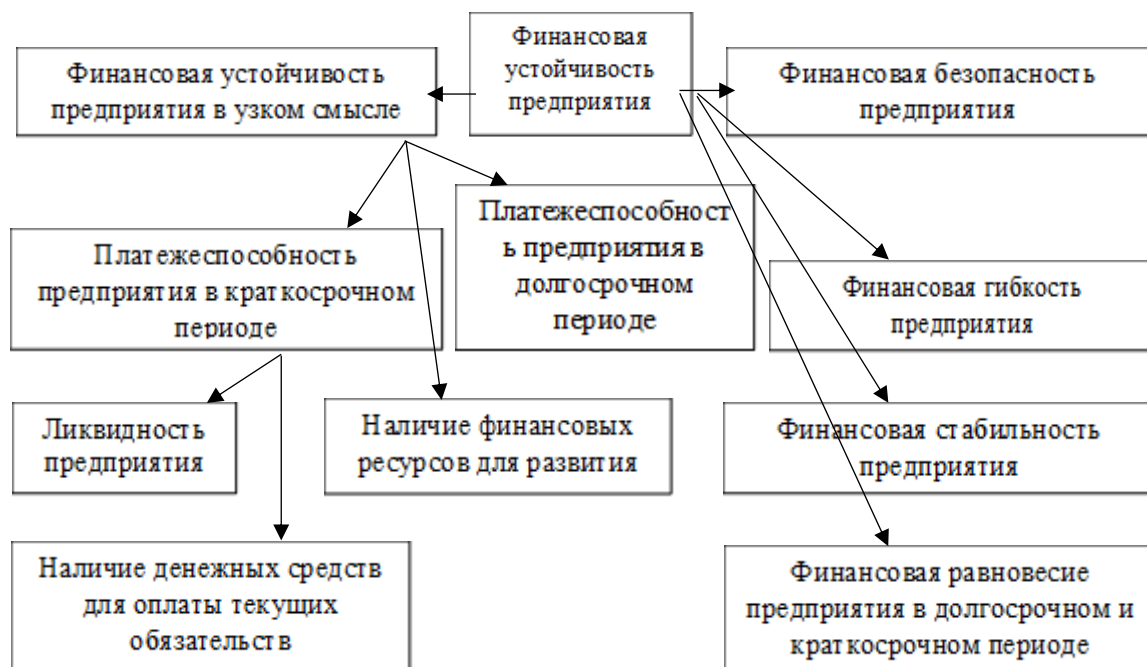 Финансовая
устойчивость
предприятия
Финансовая устойчивость
предприятия в узком смысле
Финансовая безопасность
предприятия
Платежеспособност
ь предприятия в
долгосрочном
периоде
Платежеспособность
предприятия в краткосрочном
периоде
Финансовая гибкость
предприятия
Ликвидность
предприятия
Наличие финансовых
ресурсов для развития
Финансовая стабильность
предприятия
Наличие денежных средств
для оплаты текущих
обязательств
Финансовая равновесие
предприятия в долгосрочном и
краткосрочном периоде